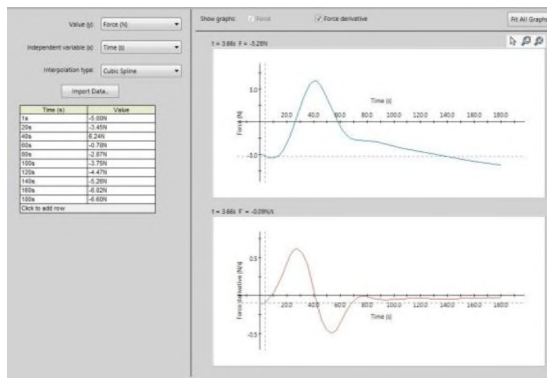 Value (y): Force (N)
Independent variable (x): Time (s)
Interpolation type: Cubic Spline
Import Data...
Time (s) Value
1s -5.00N
20s -3.45N
40s 6.24N
60s -0.78N
80s -2.87N
100s -3.75N
120s -4.47N
140s -5.26N
160s -6.02N
180s -6.60N
Click to add row
Show graphs: Force Force derivative Fit All Graphs
t = 3.66s F = -5.29N
Force (N)
5.0
-5.0
Time (s)
20.0 40.0 60.0 80.0 100.0 120.0 140.0 160.0 180.0
t = 3.66s F' = -0.09N/s
Force derivative (N/s)
0.5
-0.5
20.0 40.0 60.0 80.0 100.0 120.0 140.0 160.0 180.0
Time (s)